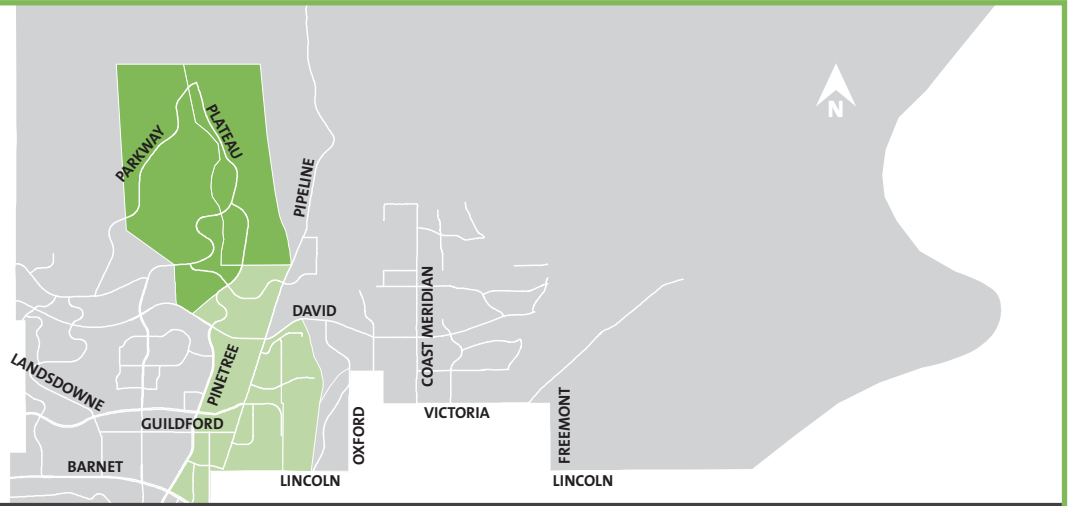 PARKWAY
PLATEAU
PIPELINE
N
DAVID
COAST MERIDIAN
LANDSDOWNE
PINETREE
GUILDFORD
OXFORD
VICTORIA
FREEMONT
BARNET
LINCOLN
LINCOLN